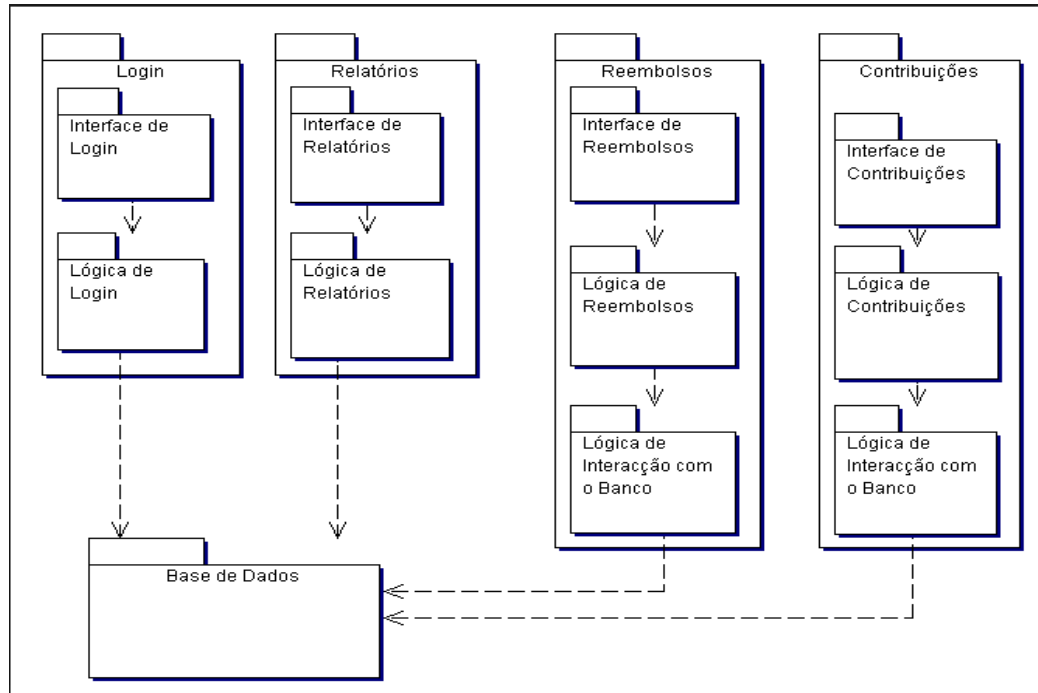 Login
Relatórios
Reembolsos
Contribuições
Interface de
Login
Interface de
Relatórios
Interface de
Reembolsos
Interface de
Contribuições
Lógica de
Login
Lógica de
Relatórios
Lógica de
Reembolsos
Lógica de
Contribuições
Lógica de
Interacção com
o Banco
Lógica de
Interacção com
o Banco
Base de Dados